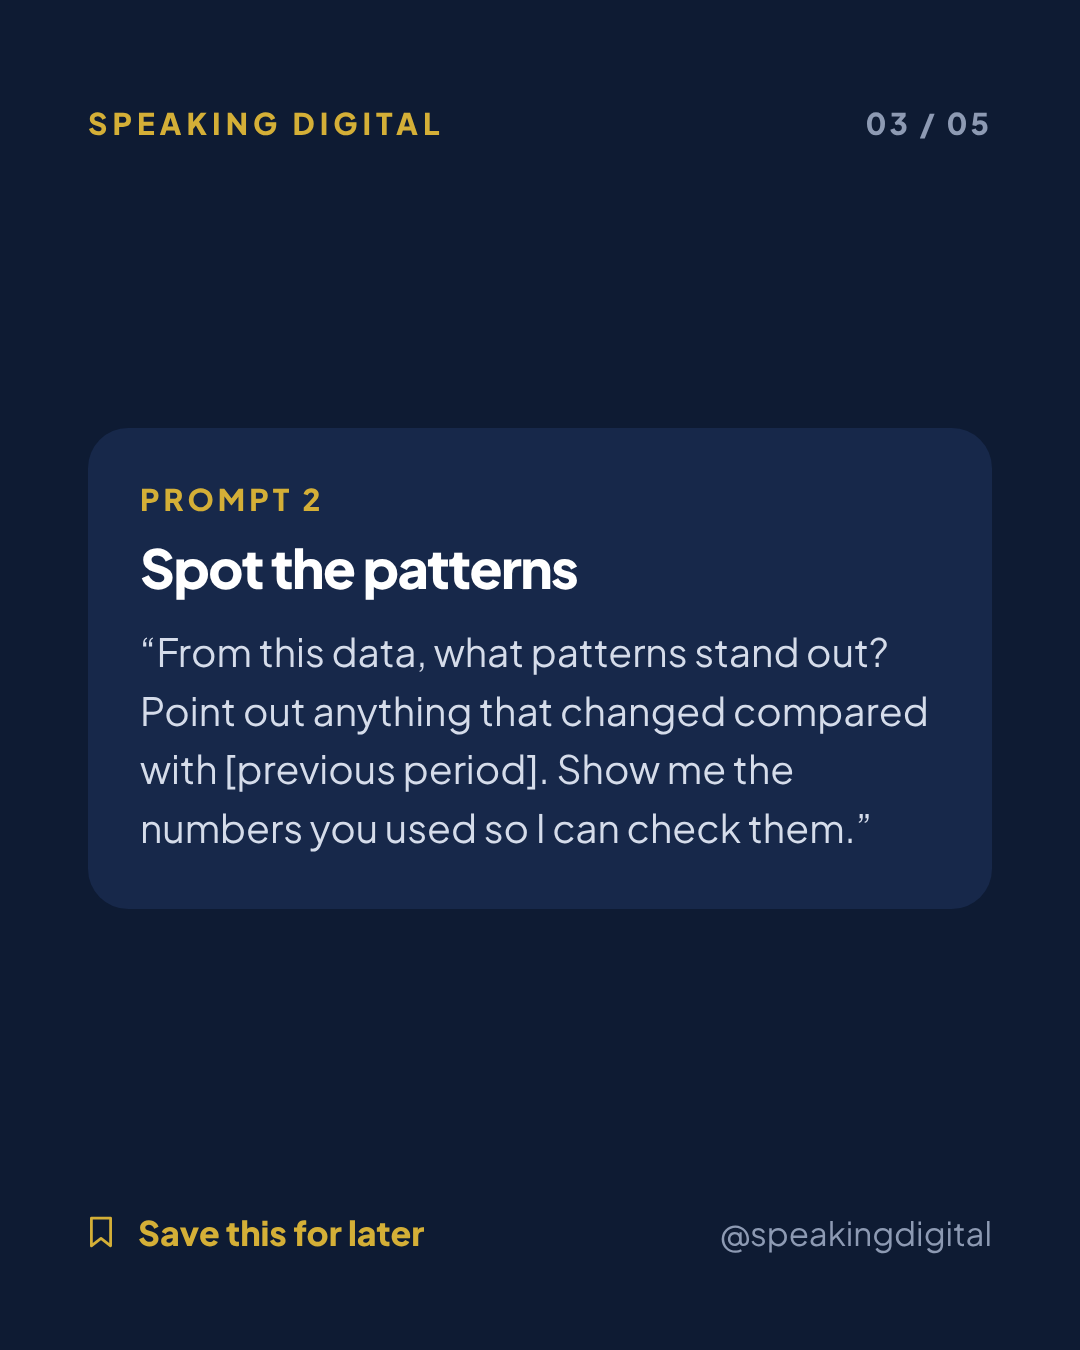 SPEAKING DIGITAL
03 / 05
PROMPT 2
Spot the patterns
“From this data, what patterns stand out?
Point out anything that changed compared
with [previous period]. Show me the
numbers you used so I can check them.”
Save this for later
@speakingdigital